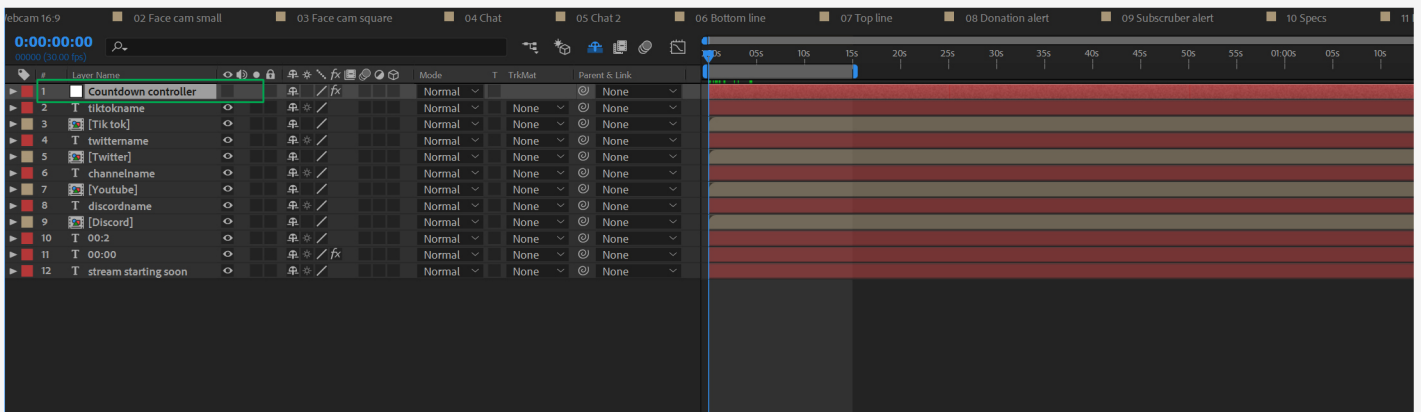 Webcam 16:9 02 Face cam small 03 Face cam square 04 Chat 05 Chat 2 06 Bottom line 07 Top line 08 Donation alert 09 Subscruber alert 10 Specs 11
0:00:00:00
00000 (30.00 fps)
05s 10s 15s 20s 25s 30s 35s 40s 45s 50s 55s 01:00s 05s 10s
# Layer Name fx Mode T TrkMat Parent & Link
1 Countdown controller fx Normal None
2 T tiktokname Normal None None
3 [Tik tok] Normal None None
4 T twittername Normal None None
5 [Twitter] Normal None None
6 T channelname Normal None None
7 [Youtube] Normal None None
8 T discordname Normal None None
9 [Discord] Normal None None
10 T 00:2 Normal None None
11 T 00:00 fx Normal None None
12 T stream starting soon Normal None None